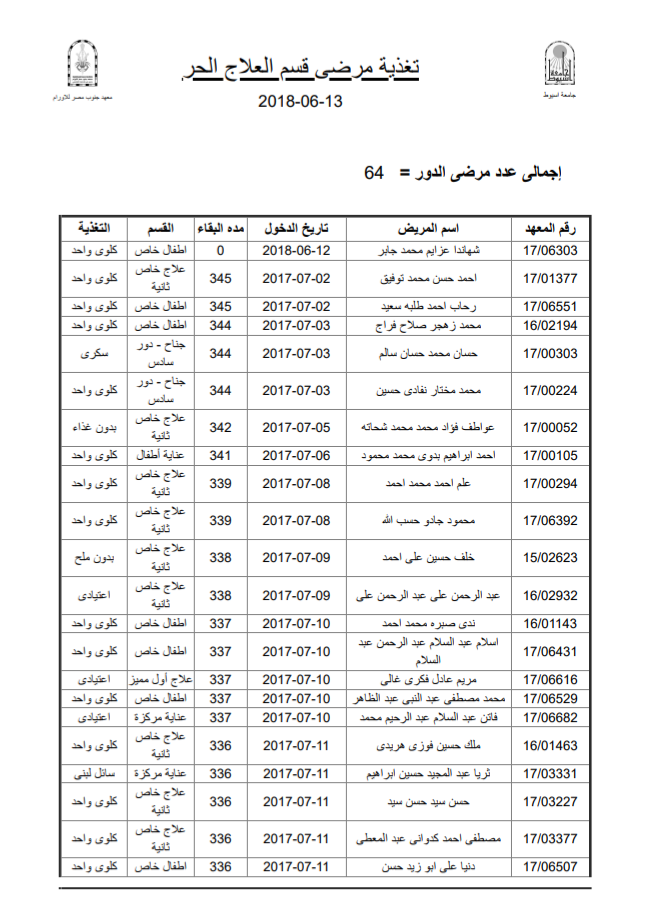 تغذية مرضى قسم العلاج الحر
2018-06-13
جامعة اسيوط
معهد جنوب مصر للاورام
إجمالى عدد مرضى الدور = 64
رقم المعهد اسم المريض تاريخ الدخول مده البقاء القسم التغذية
17/06303 شهاندا عزايم محمد جابر 2018-06-12 0 اطفال خاص كلوى واحد
17/01377 احمد حسن محمد توفيق 2017-07-02 345 علاج خاص ثانية كلوى واحد
17/06551 رحاب احمد طلبه سعيد 2017-07-02 345 اطفال خاص كلوى واحد
16/02194 محمد زهجر صلاح فراج 2017-07-03 344 اطفال خاص كلوى واحد
17/00303 حسان محمد حسان سالم 2017-07-03 344 جناح - دور سادس سكرى
17/00224 محمد مختار نفادى حسين 2017-07-03 344 جناح - دور سادس كلوى واحد
17/00052 عواطف فؤاد محمد محمد شحاته 2017-07-05 342 علاج خاص ثانية بدون غذاء
17/00105 احمد ابراهيم بدوى محمد محمود 2017-07-06 341 عناية أطفال كلوى واحد
17/00294 علم احمد محمد احمد 2017-07-08 339 علاج خاص ثانية كلوى واحد
17/06392 محمود جادو حسب الله 2017-07-08 339 علاج خاص ثانية كلوى واحد
15/02623 خلف حسين على احمد 2017-07-09 338 علاج خاص ثانية بدون ملح
16/02932 عبد الرحمن على عبد الرحمن على 2017-07-09 338 علاج خاص ثانية اعتيادى
16/01143 ندى صبره محمد احمد 2017-07-10 337 اطفال خاص كلوى واحد
17/06431 اسلام عبد السلام عبد الرحمن عبد السلام 2017-07-10 337 اطفال خاص كلوى واحد
17/06616 مريم عادل فكرى غالى 2017-07-10 337 علاج أول مميز اعتيادى
17/06529 محمد مصطفى عبد النبى عبد الظاهر 2017-07-10 337 اطفال خاص كلوى واحد
17/06682 فاتن عبد السلام عبد الرحيم محمد 2017-07-10 337 عناية مركزة اعتيادى
16/01463 ملك حسين فوزى هريدى 2017-07-11 336 علاج خاص ثانية كلوى واحد
17/03331 ثريا عبد المجيد حسين ابراهيم 2017-07-11 336 عناية مركزة سائل لبنى
17/03227 حسن سيد حسن سيد 2017-07-11 336 علاج خاص ثانية كلوى واحد
17/03377 مصطفى احمد كدوانى عبد المعطى 2017-07-11 336 علاج خاص ثانية كلوى واحد
17/06507 دنيا على ابو زيد حسن 2017-07-11 336 اطفال خاص كلوى واحد